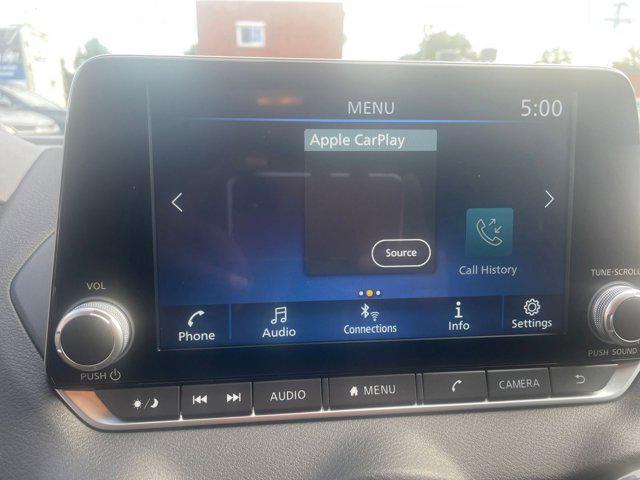 MENU
5:00
Apple CarPlay
Source
Call History
Phone
Audio
Connections
Info
Settings
VOL
PUSH
TUNE·SCROLL
PUSH SOUND
AUDIO
MENU
CAMERA